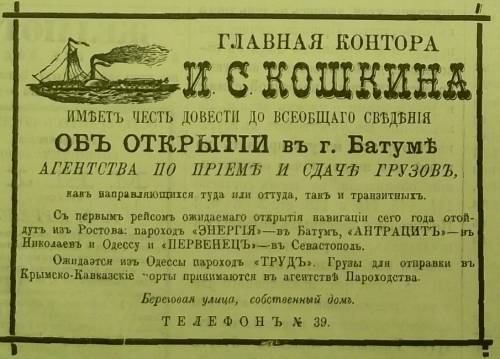 ГЛАВНАЯ КОНТОРА
И. С. КОШКИНА
ИМѢЕТЪ ЧЕСТЬ ДОВЕСТИ ДО ВСЕОБЩАГО СВѢДѢНІЯ
ОБЪ ОТКРЫТІИ въ г. Батумѣ
АГЕНТСТВА ПО ПРІЕМѢ И СДАЧѢ ГРУЗОВЪ,
какъ направляющихся туда или оттуда, такъ и транзитныхъ.
Съ первымъ рейсомъ ожидаемаго открытія навигаціи сего года отой-
дутъ изъ Ростова: пароходъ «ЭНЕРГІЯ»—въ Батумъ, «АНТРАЦИТЪ»—въ
Николаевъ и Одессу и «ПЕРВЕНЕЦЪ»—въ Севастополь.
Ожидается изъ Одессы пароходъ «ТРУДЪ». Грузы для отправки въ
Крымско-Кавказскіе порты принимаются въ агентствѣ Пароходства.
Береговая улица, собственный домъ.
ТЕЛЕФОНЪ № 39.